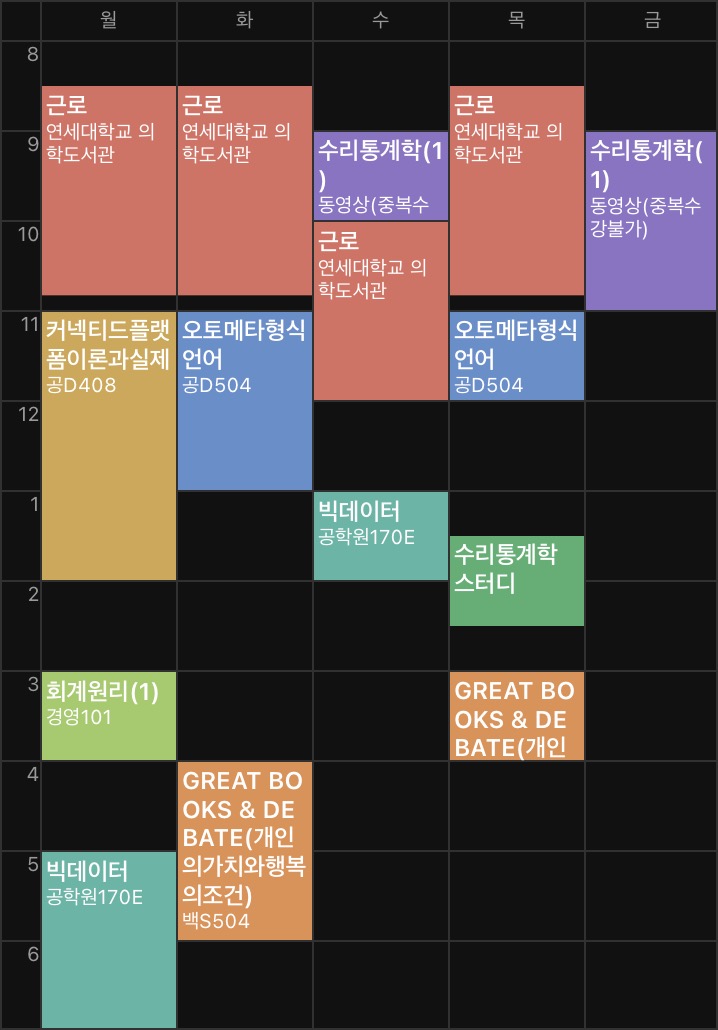 월 화 수 목 금
8
근로
연세대학교 의
학도서관
근로
연세대학교 의
학도서관
근로
연세대학교 의
학도서관
9
수리통계학(1
)
동영상(중복수
수리통계학(
1)
동영상(중복수
강불가)
10
근로
연세대학교 의
학도서관
11
커넥티드플랫
폼이론과실제
공D408
오토메타형식
언어
공D504
오토메타형식
언어
공D504
12
1
빅데이터
공학원170E
수리통계학
스터디
2
3
회계원리(1)
경영101
GREAT BO
OKS & DE
BATE(개인
4
GREAT BO
OKS & DE
BATE(개인
의가치와행복
의조건)
백S504
5
빅데이터
공학원170E
6